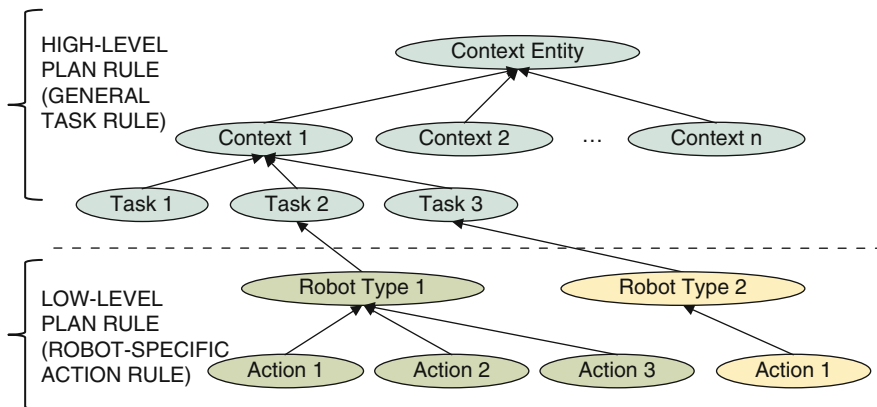 HIGH-LEVEL
PLAN RULE
(GENERAL
TASK RULE)
Context Entity
Context 1
Context 2
...
Context n
Task 1
Task 2
Task 3
LOW-LEVEL
PLAN RULE
(ROBOT-SPECIFIC
ACTION RULE)
Robot Type 1
Robot Type 2
Action 1
Action 2
Action 3
Action 1